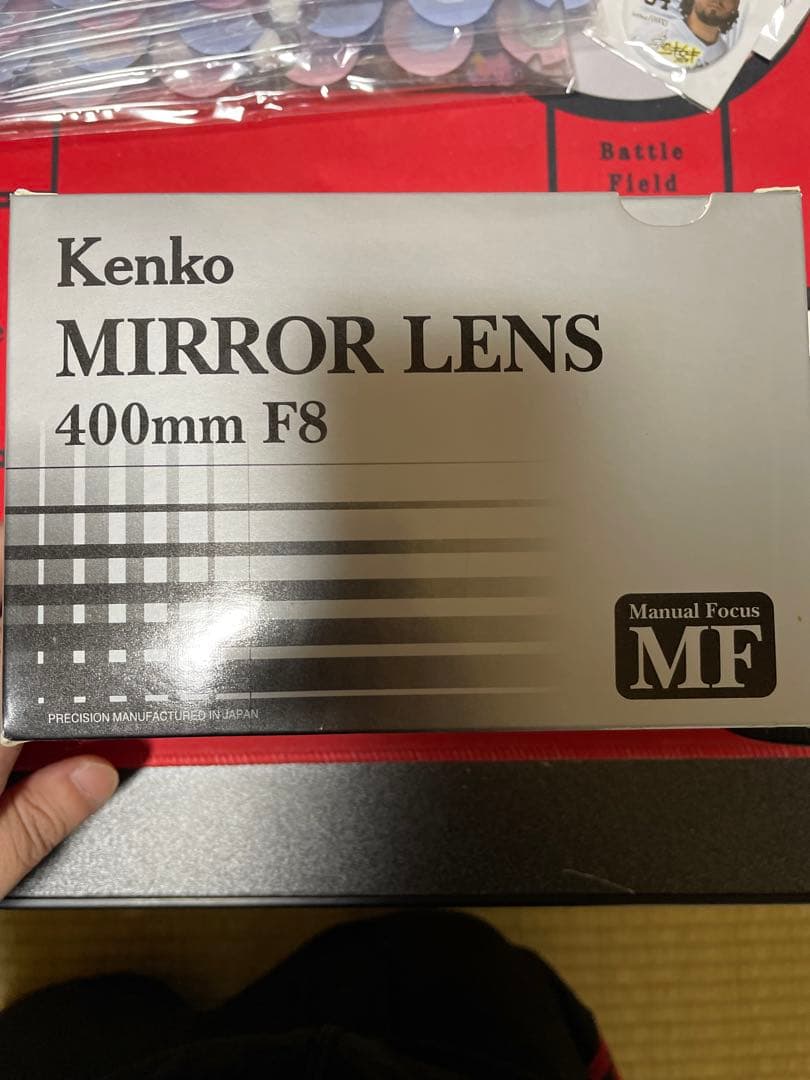 Battle
Field
Kenko
MIRROR LENS
400mm F8
Manual Focus
MF
PRECISION MANUFACTURED IN JAPAN